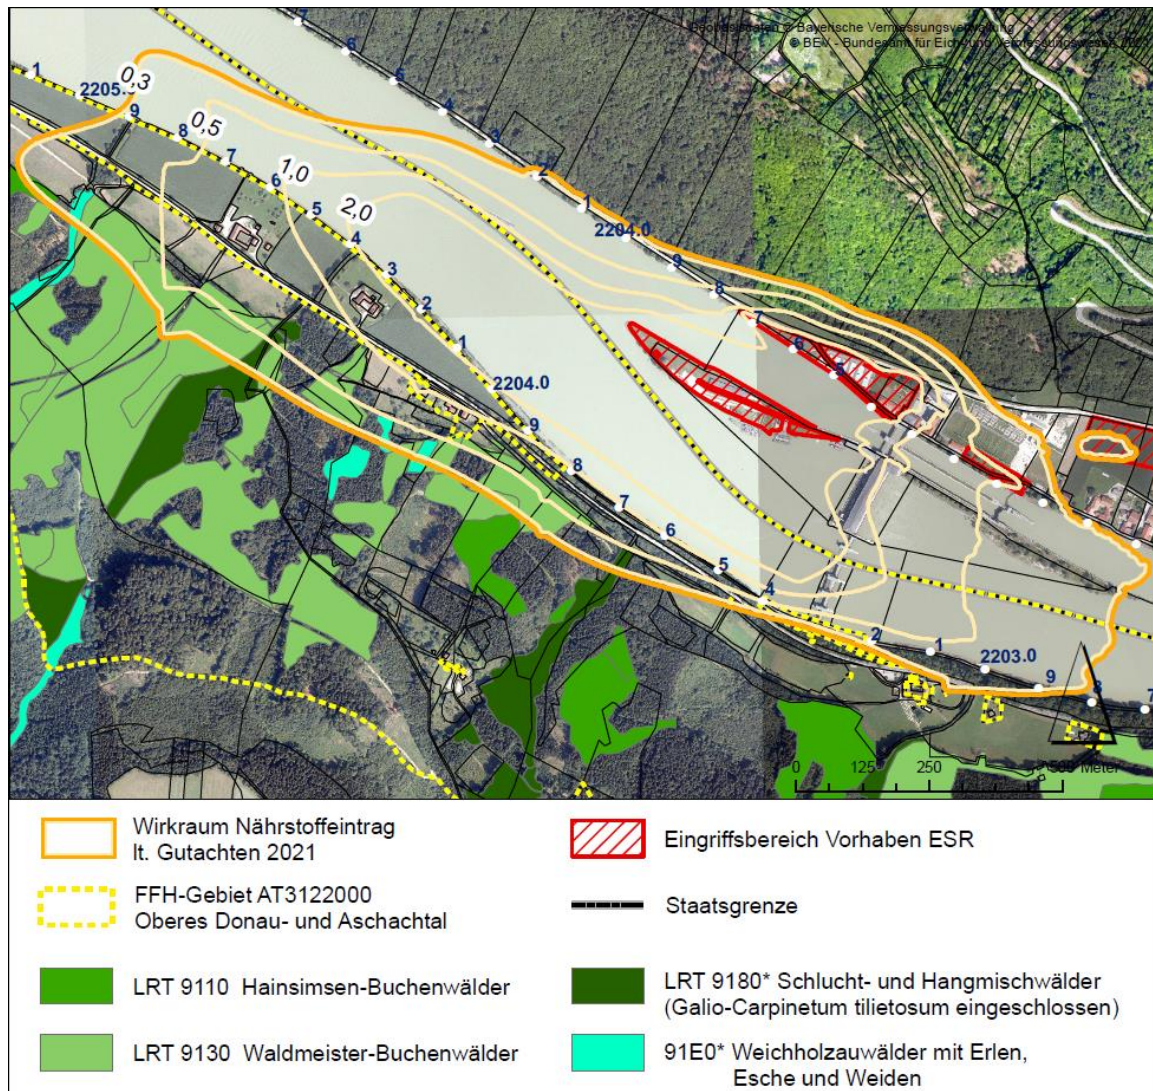 Geobasisdaten © Bayerische Vermessungsverwaltung
© BEV - Bundesamt für Eich- und Vermessungswesen
7
6
5
4
3
2
1
2204.0
9
8
7
6
5
1
2205.0
9
8
7
6
5
4
3
2
1
2204.0
9
8
7
6
5
4
2
1
2203.0
9
8
7
0,3
0,5
1,0
2,0
0 125 250 500 Meter
Wirkraum Nährstoffeintrag
lt. Gutachten 2021
FFH-Gebiet AT3122000
Oberes Donau- und Aschachtal
LRT 9110 Hainsimsen-Buchenwälder
LRT 9130 Waldmeister-Buchenwälder
Eingriffsbereich Vorhaben ESR
Staatsgrenze
LRT 9180* Schlucht- und Hangmischwälder
(Galio-Carpinetum tilietosum eingeschlossen)
91E0* Weichholzauwälder mit Erlen,
Esche und Weiden